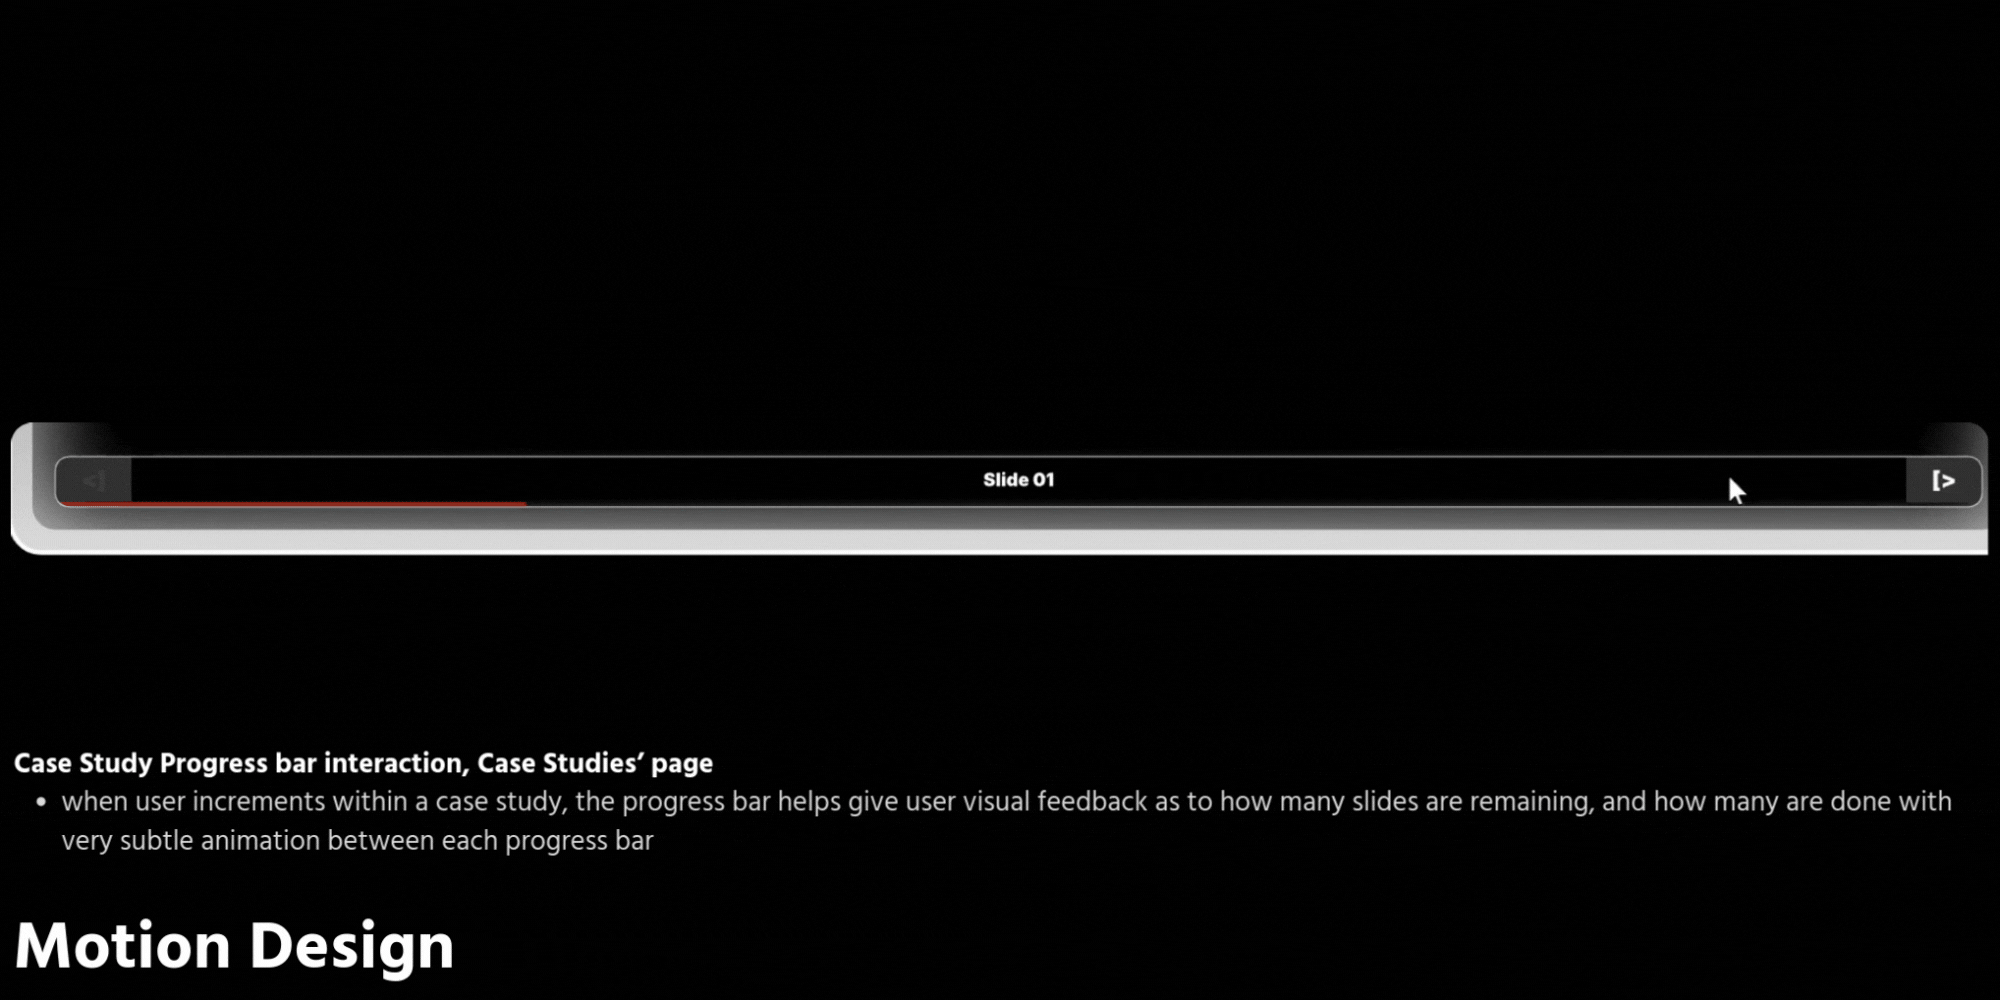 Slide 01
[>
Case Study Progress bar interaction, Case Studies’ page
• when user increments within a case study, the progress bar helps give user visual feedback as to how many slides are remaining, and how many are done with
very subtle animation between each progress bar
Motion Design